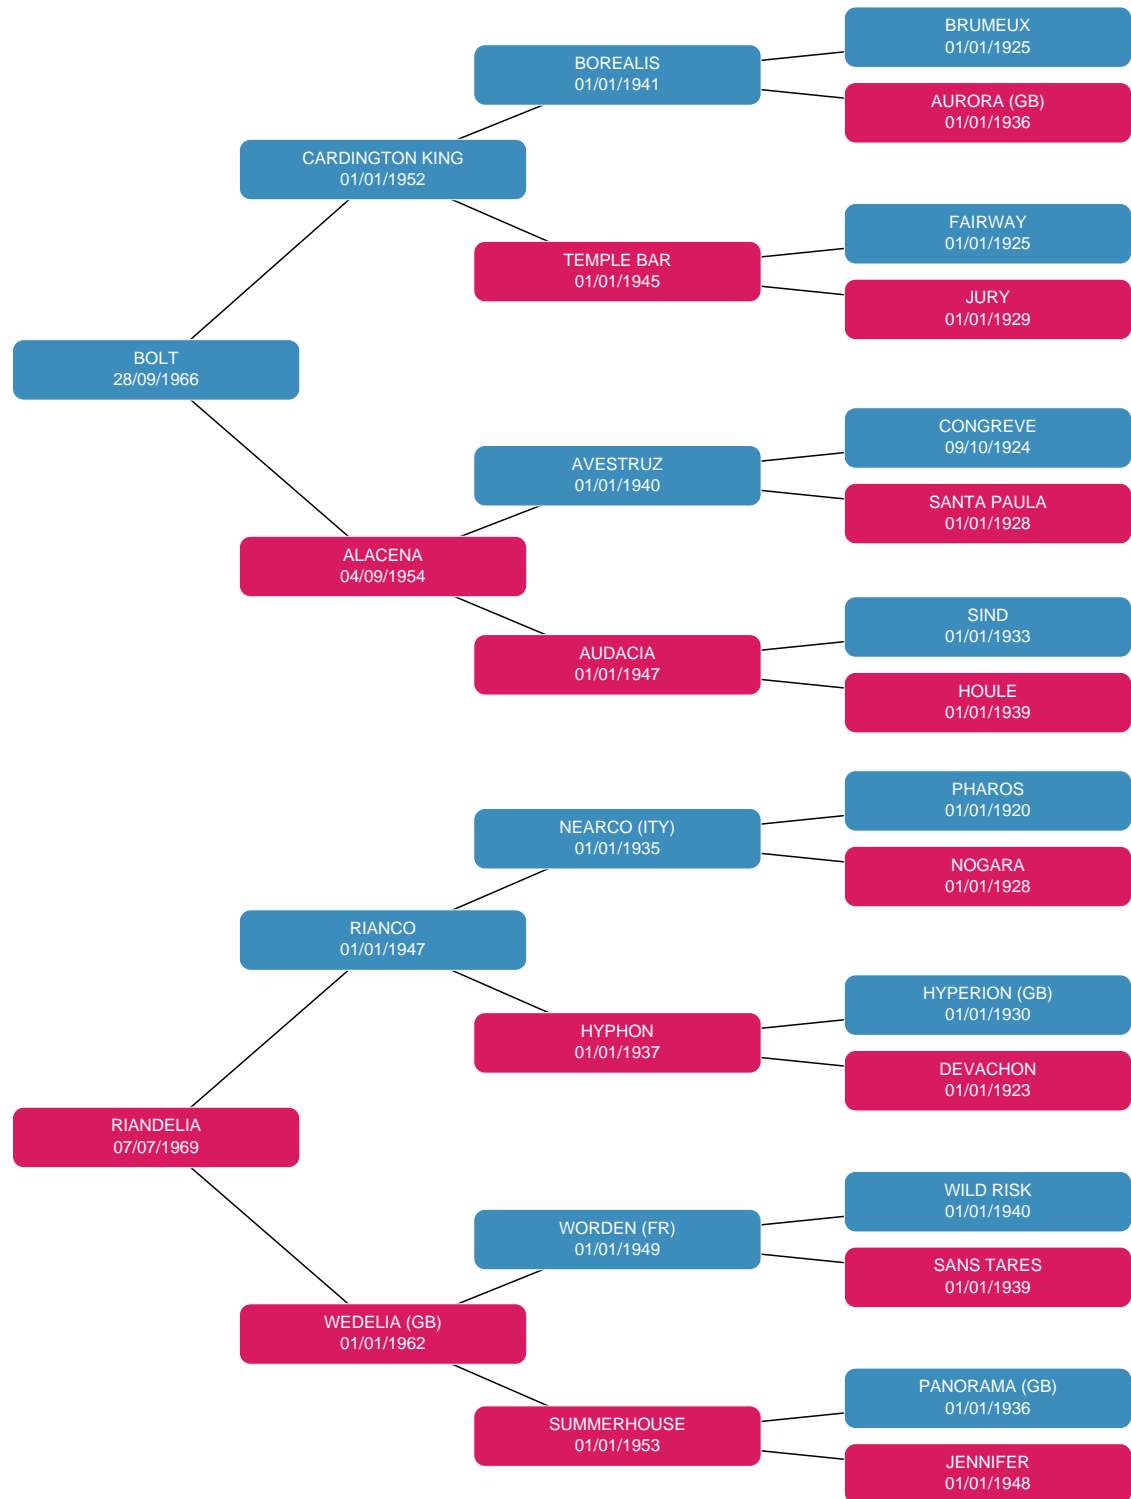 BRUMEUX
01/01/1925
BOREALIS
01/01/1941
AURORA (GB)
01/01/1936
CARDINGTON KING
01/01/1952
FAIRWAY
01/01/1925
TEMPLE BAR
01/01/1945
JURY
01/01/1929
BOLT
28/09/1966
CONGREVE
09/10/1924
AVESTRUZ
01/01/1940
SANTA PAULA
01/01/1928
ALACENA
04/09/1954
SIND
01/01/1933
AUDACIA
01/01/1947
HOULE
01/01/1939
PHAROS
01/01/1920
NEARCO (ITY)
01/01/1935
NOGARA
01/01/1928
RIANCO
01/01/1947
HYPERION (GB)
01/01/1930
HYPHON
01/01/1937
DEVACHON
01/01/1923
RIANDELIA
07/07/1969
WILD RISK
01/01/1940
WORDEN (FR)
01/01/1949
SANS TARES
01/01/1939
WEDELIA (GB)
01/01/1962
PANORAMA (GB)
01/01/1936
SUMMERHOUSE
01/01/1953
JENNIFER
01/01/1948